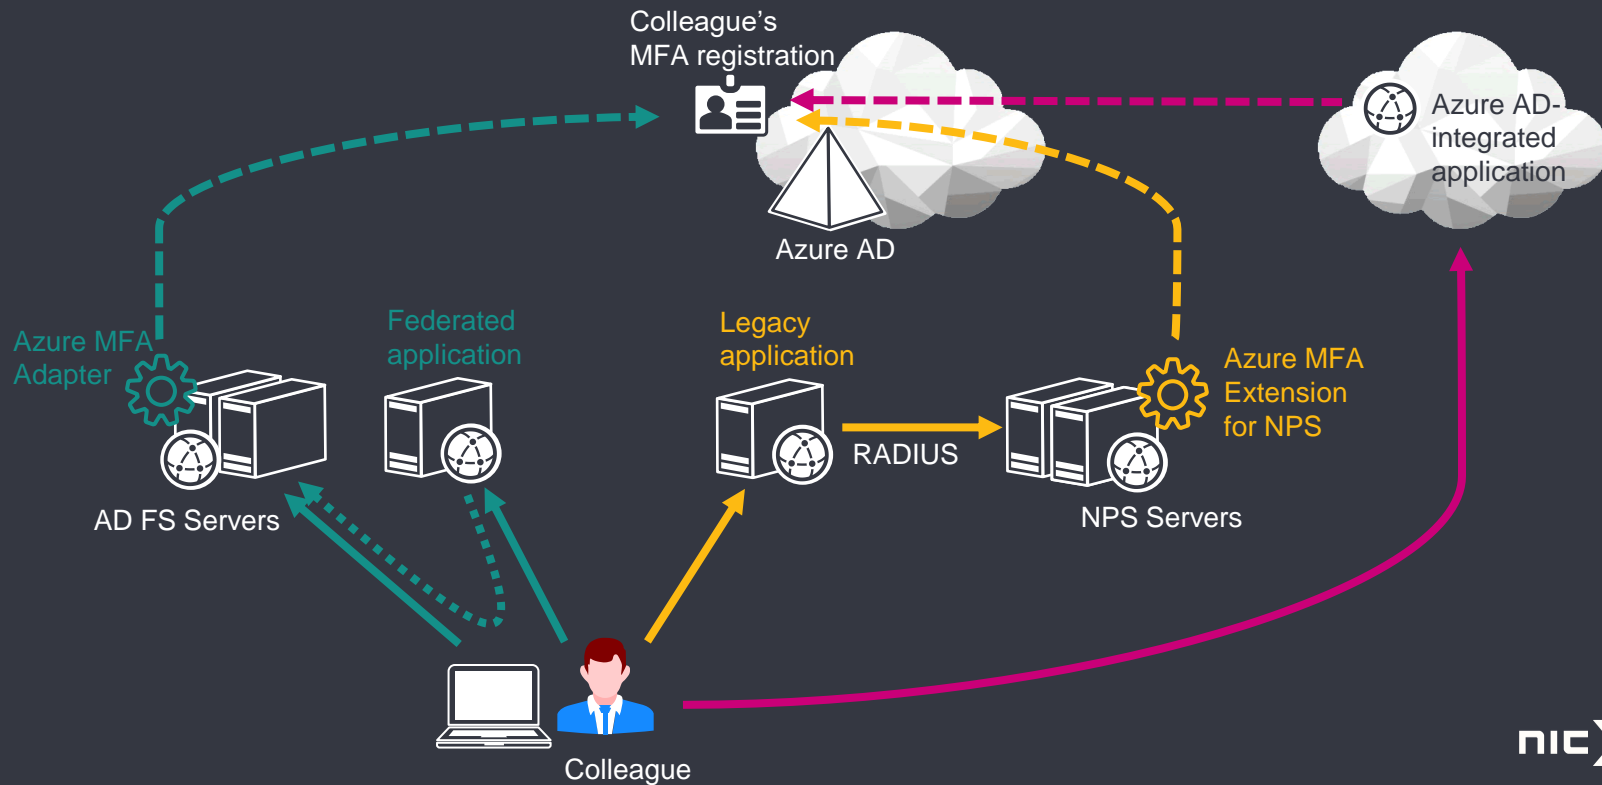 Colleague’s
MFA registration
Azure AD-
integrated
application
Azure AD
Azure MFA
Adapter
Federated
application
Legacy
application
Azure MFA
Extension
for NPS
RADIUS
AD FS Servers
NPS Servers
Colleague
nic